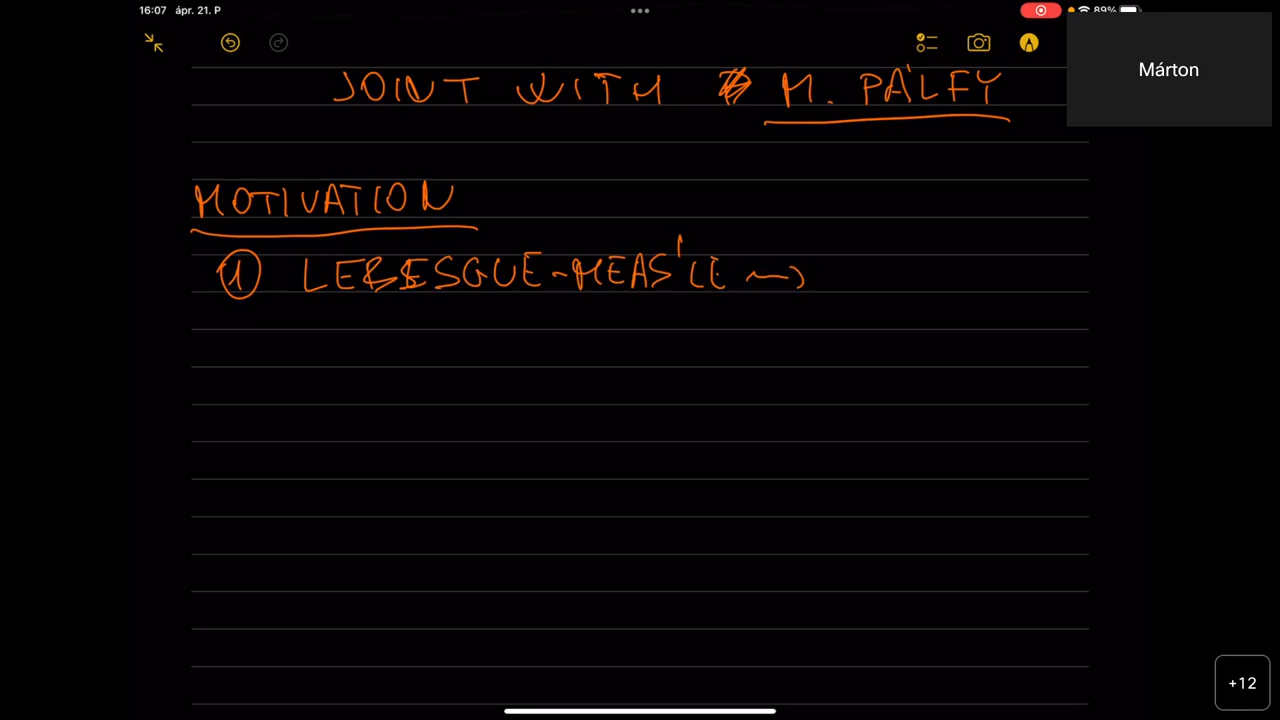 16:07 ápr. 21. P
89%
Márton
JOINT WITH M. PÁLFY
MOTIVATION
① LEBESGUE-MEAS'LE ⇝
+12